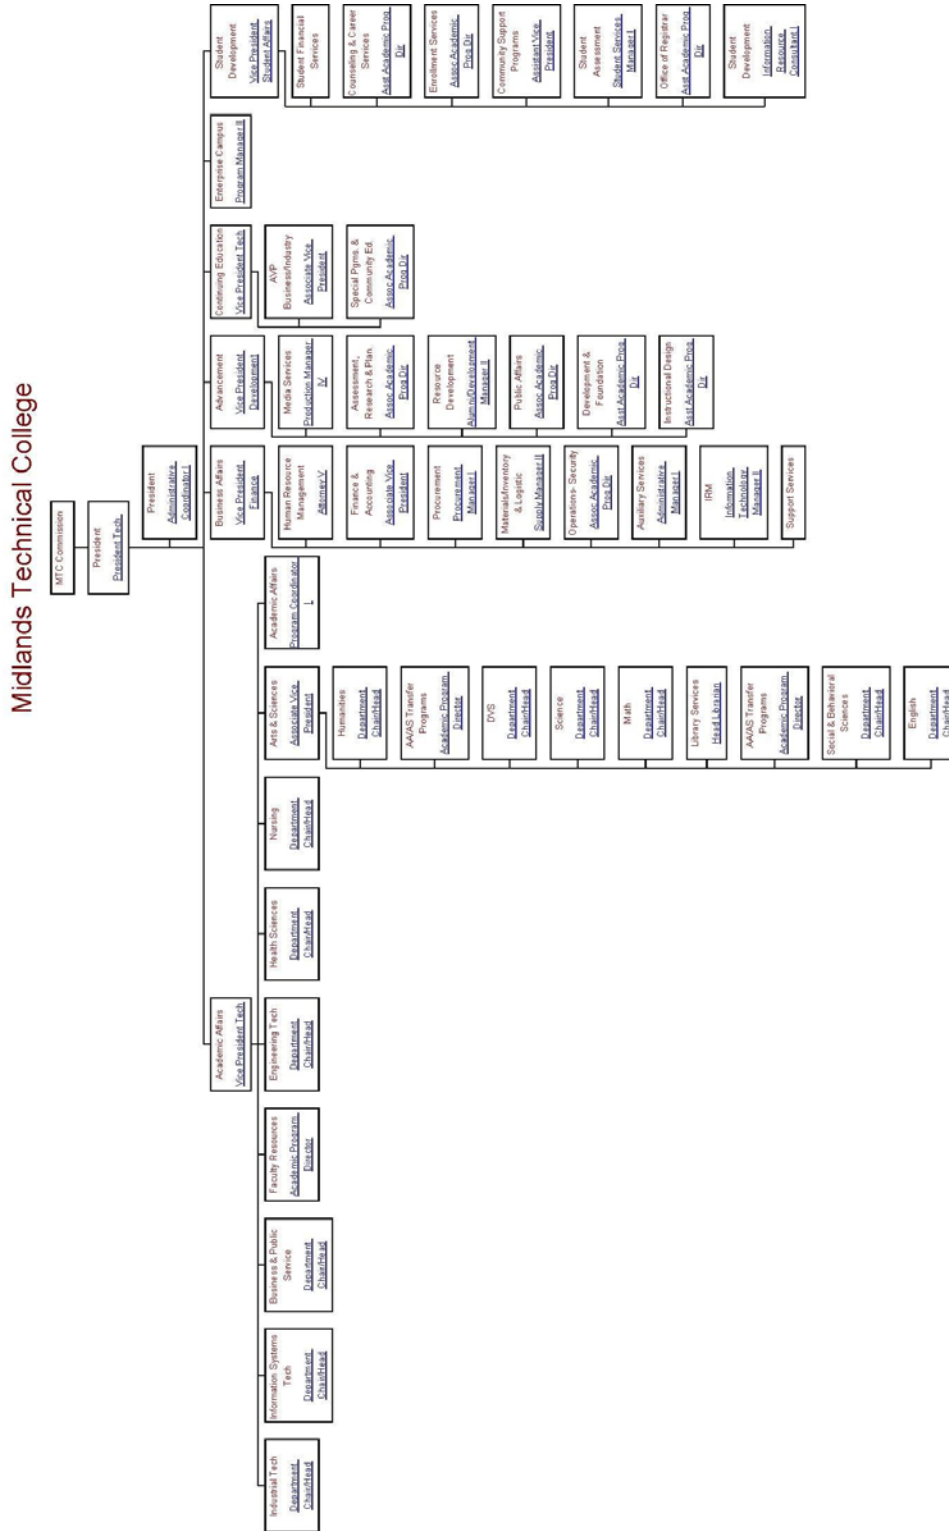 Midlands Technical College
MTC Commission
President
President Tech.
President
Administrative
Coordinator I
Academic Affairs
Vice President Tech
Industrial Tech
Department
Chair/Head
Information Systems
Tech
Department
Chair/Head
Business & Public
Service
Department
Chair/Head
Faculty Resources
Academic Program
Director
Engineering Tech
Department
Chair/Head
Health Sciences
Department
Chair/Head
Nursing
Department
Chair/Head
Arts & Sciences
Associate Vice
President
Humanities
Department
Chair/Head
AA/AS Transfer
Programs
Academic Program
Director
DVS
Department
Chair/Head
Science
Department
Chair/Head
Math
Department
Chair/Head
Library Services
Head Librarian
AA/AS Transfer
Programs
Academic Program
Director
Social & Behavioral
Sciences
Department
Chair/Head
English
Department
Chair/Head
Academic Affairs
Program Coordinator
I
Business Affairs
Vice President
Finance
Human Resource
Management
Attorney V
Finance &
Accounting
Associate Vice
President
Procurement
Procurement
Manager I
Materials/Inventory
& Logistic
Supply Manager II
Operations- Security
Assoc Academic
Prog Dir
Auxiliary Services
Administrative
Manager I
IRM
Information
Technology
Manager II
Support Services
Advancement
Vice President
Development
Media Services
Production Manager
IV
Assessment,
Research & Plan.
Assoc Academic
Prog Dir
Resource
Development
Alumni/Development
Manager II
Public Affairs
Assoc Academic
Prog Dir
Development &
Foundation
Asst Academic Prog
Dir
Instructional Design
Asst Academic Prog
Dir
Continuing Education
Vice President Tech
AVP
Business/Industry
Associate Vice
President
Special Pgms. &
Community Ed.
Assoc Academic
Prog Dir
Enterprise Campus
Program Manager II
Student
Development
Vice President
Student Affairs
Student Financial
Services
Counseling & Career
Services
Asst Academic Prog
Dir
Enrollment Services
Assoc Academic
Prog Dir
Community Support
Programs
Assistant Vice
President
Student
Assessment
Student Services
Manager I
Office of Registrar
Asst Academic Prog
Dir
Student
Development
Information
Resource
Consultant I